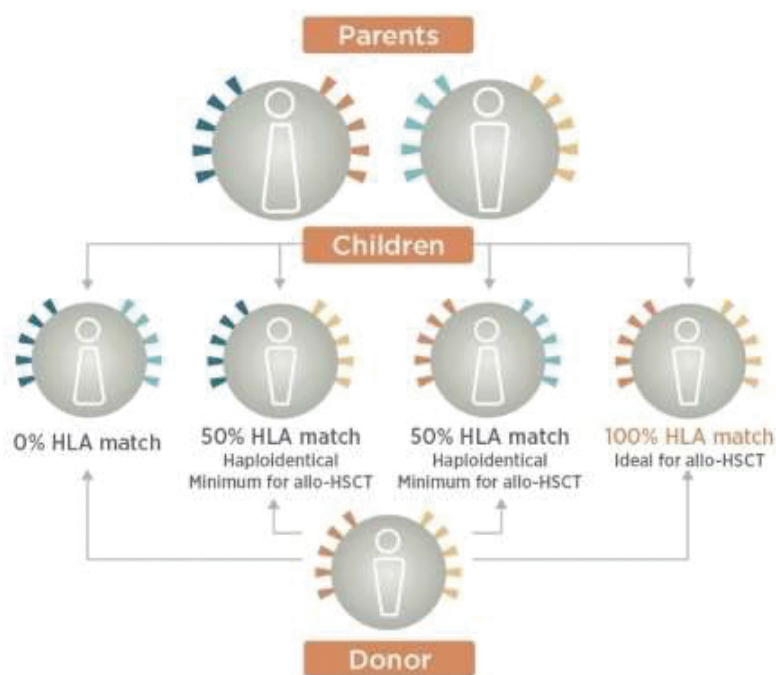 Parents
Children
0% HLA match
50% HLA match
Haploidentical
Minimum for allo-HSCT
50% HLA match
Haploidentical
Minimum for allo-HSCT
100% HLA match
Ideal for allo-HSCT
Donor